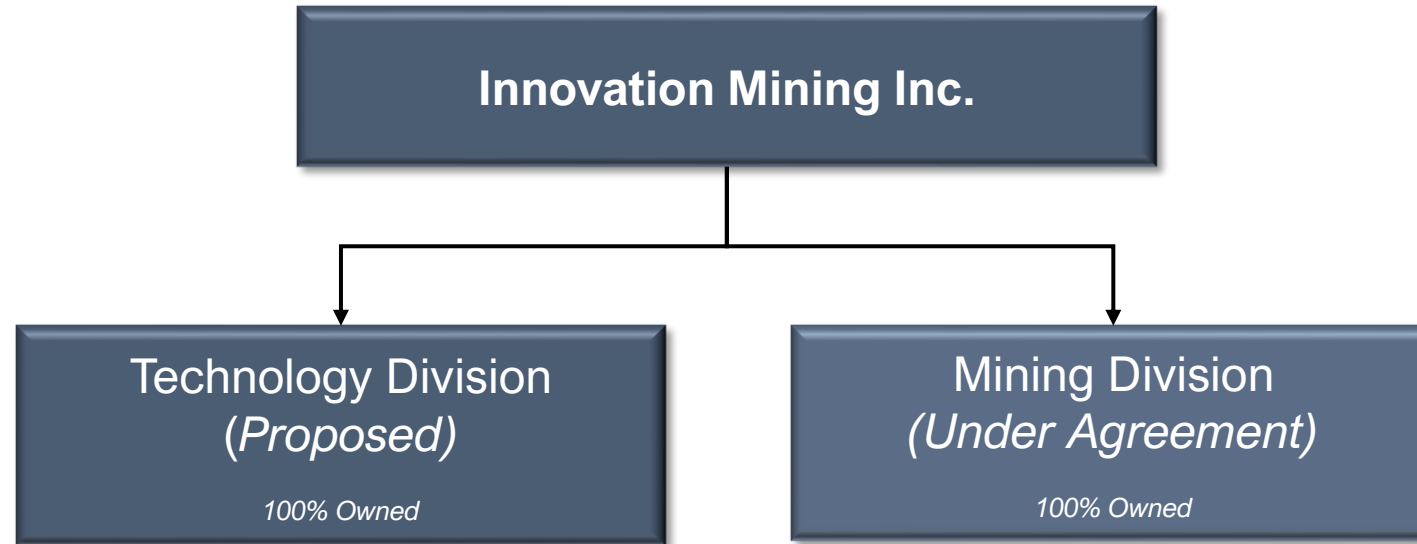 Innovation Mining Inc.
Technology Division
(Proposed)
100% Owned
Mining Division
(Under Agreement)
100% Owned